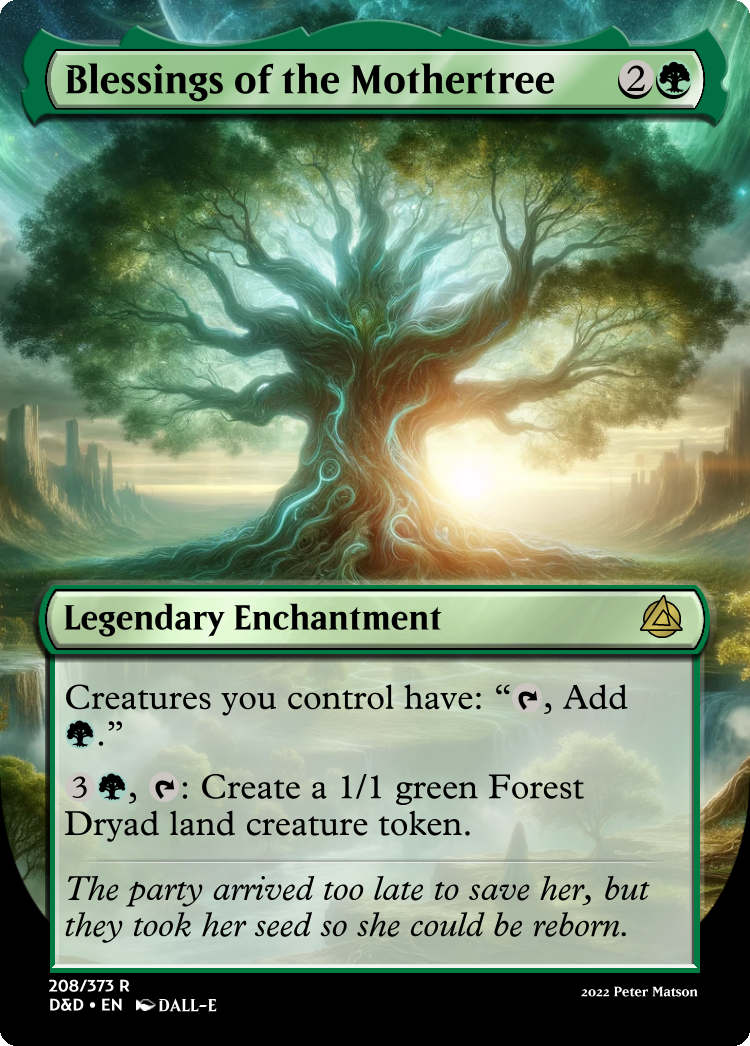 Blessings of the Mothertree 2
Legendary Enchantment
Creatures you control have: “, Add
.”
3, : Create a 1/1 green Forest
Dryad land creature token.
The party arrived too late to save her, but
they took her seed so she could be reborn.
208/373 R
D&D • EN DALL-E
2022 Peter Matson